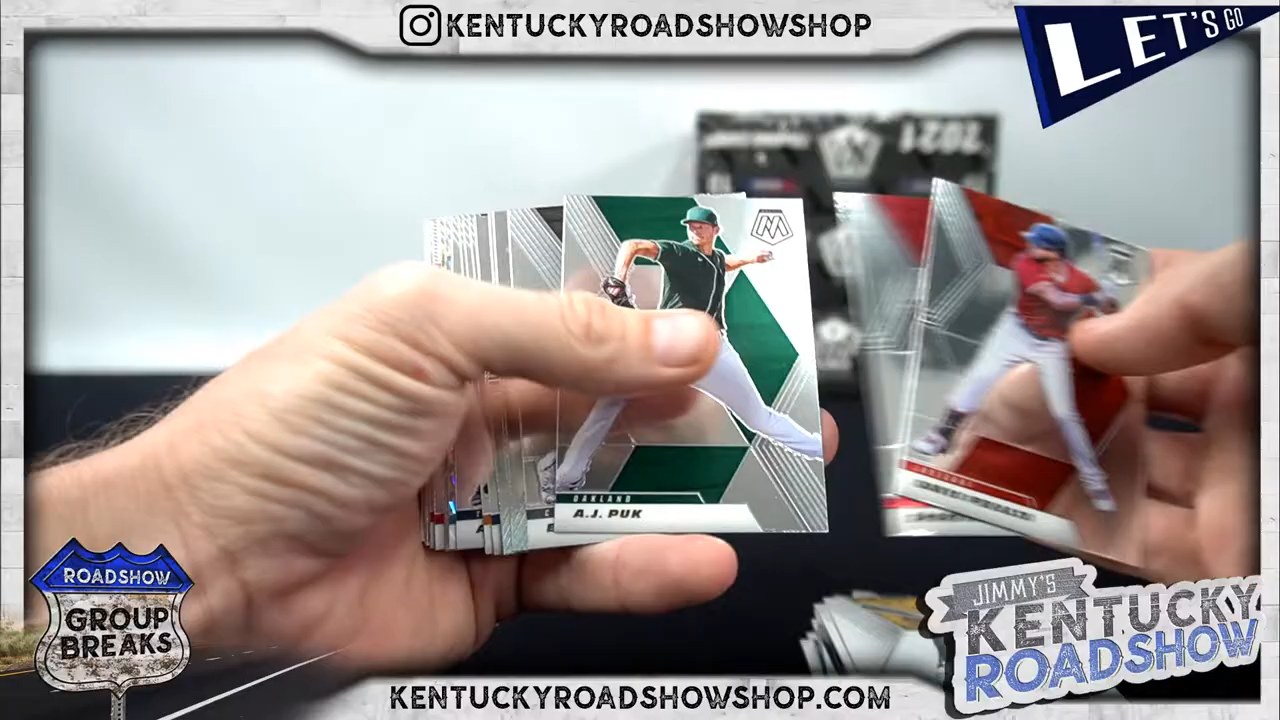 KENTUCKYROADSHOWSHOP
LET'S GO
2021
OAKLAND
A.J. PUK
ROADSHOW
GROUP
BREAKS
JIMMY'S
KENTUCKY
ROADSHOW
KENTUCKYROADSHOWSHOP.COM